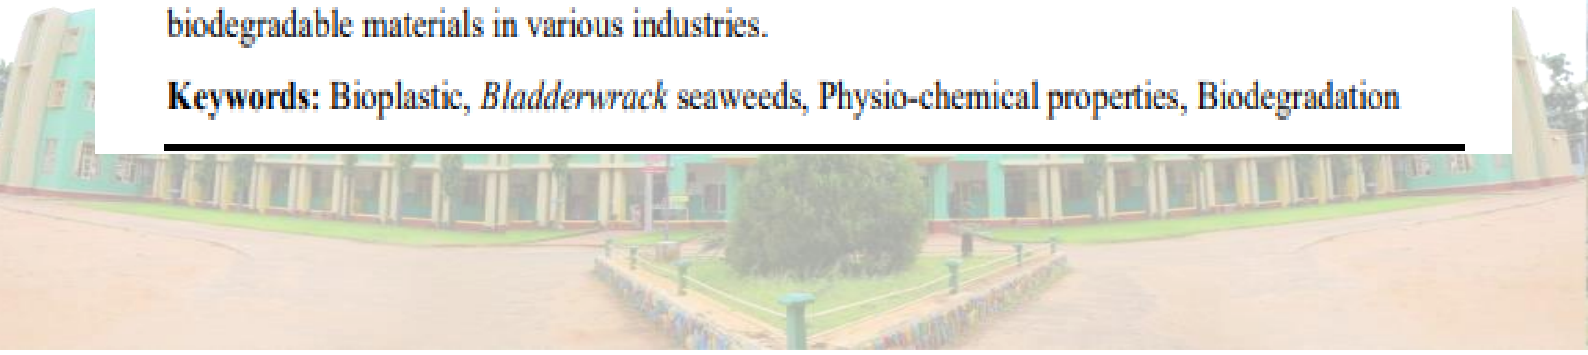 biodegradable materials in various industries.
Keywords: Bioplastic, Bladderwrack seaweeds, Physio-chemical properties, Biodegradation